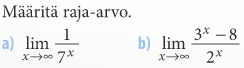 Määritä raja-arvo.
a) lim_{x→∞} 1/7^x b) lim_{x→∞} (3^x − 8)/2^x